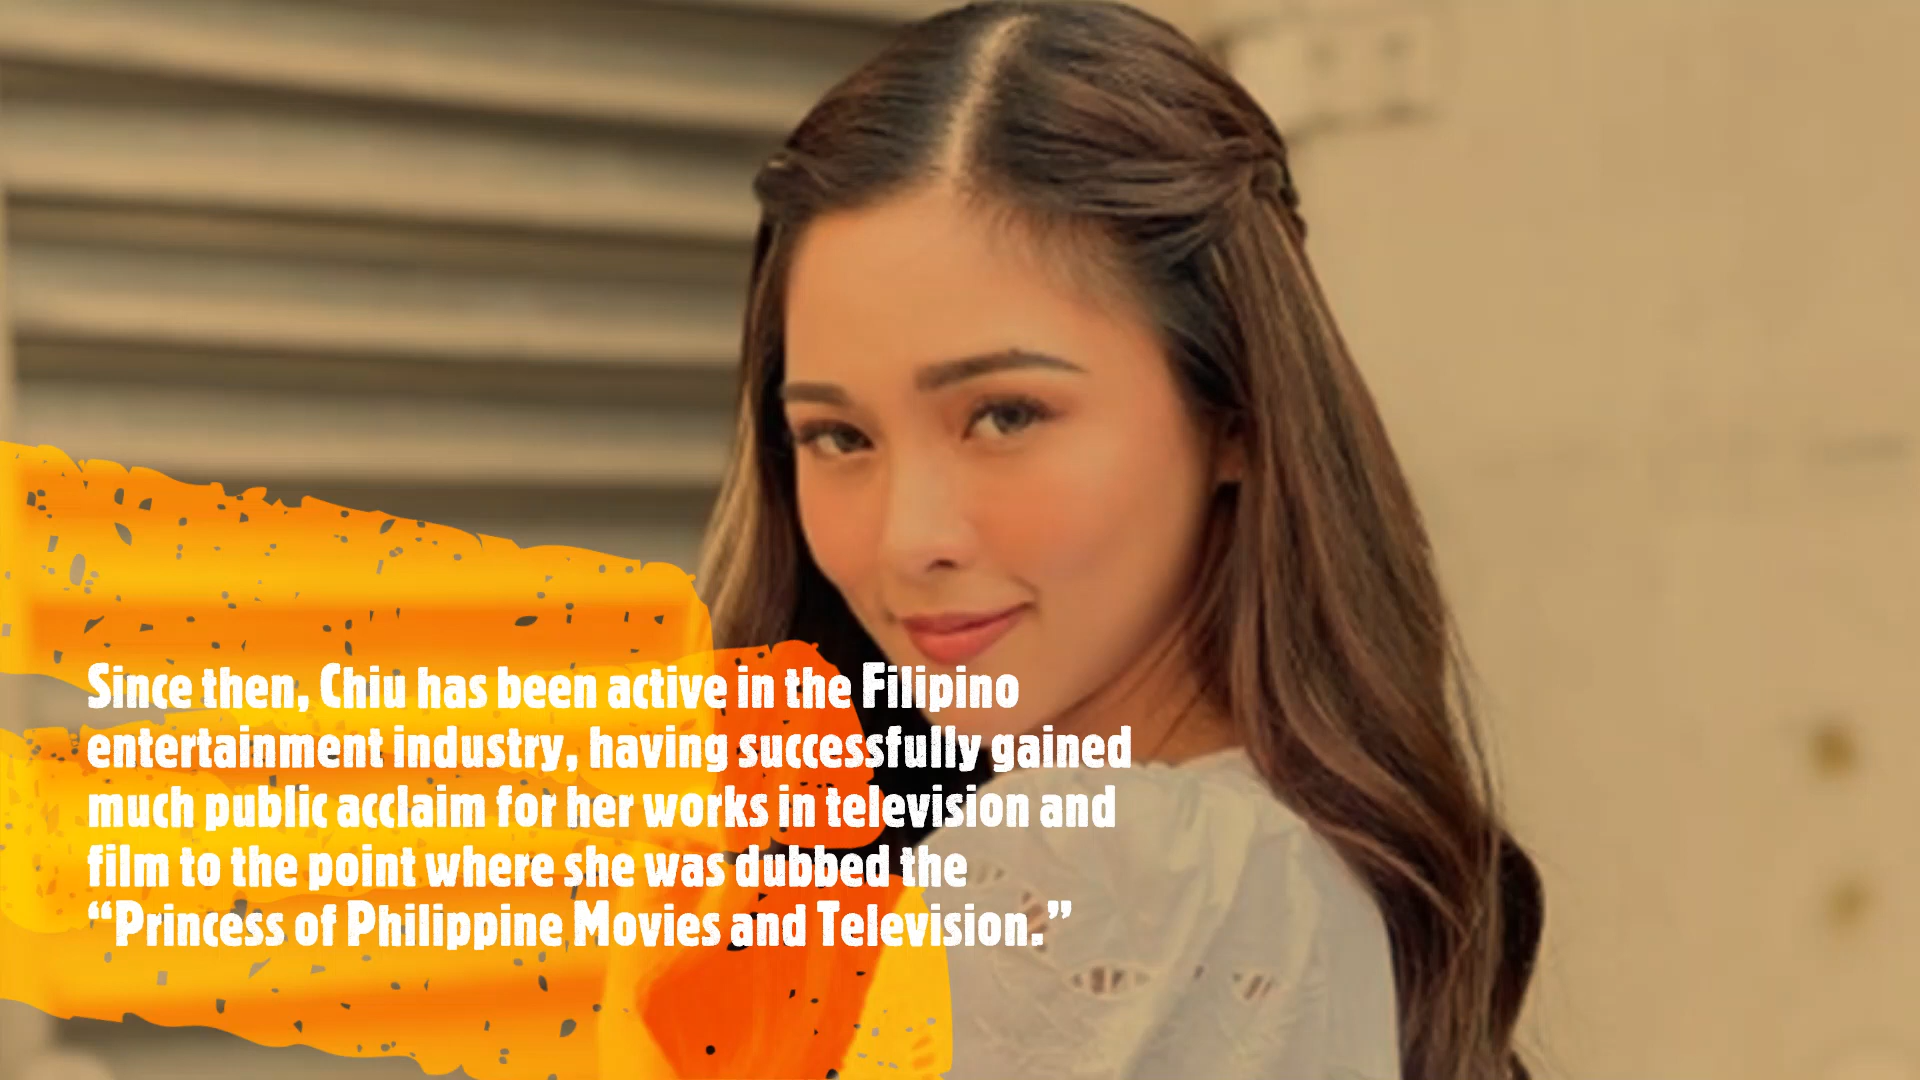 Since then, Chiu has been active in the Filipino
entertainment industry, having successfully gained
much public acclaim for her works in television and
film to the point where she was dubbed the
“Princess of Philippine Movies and Television.”